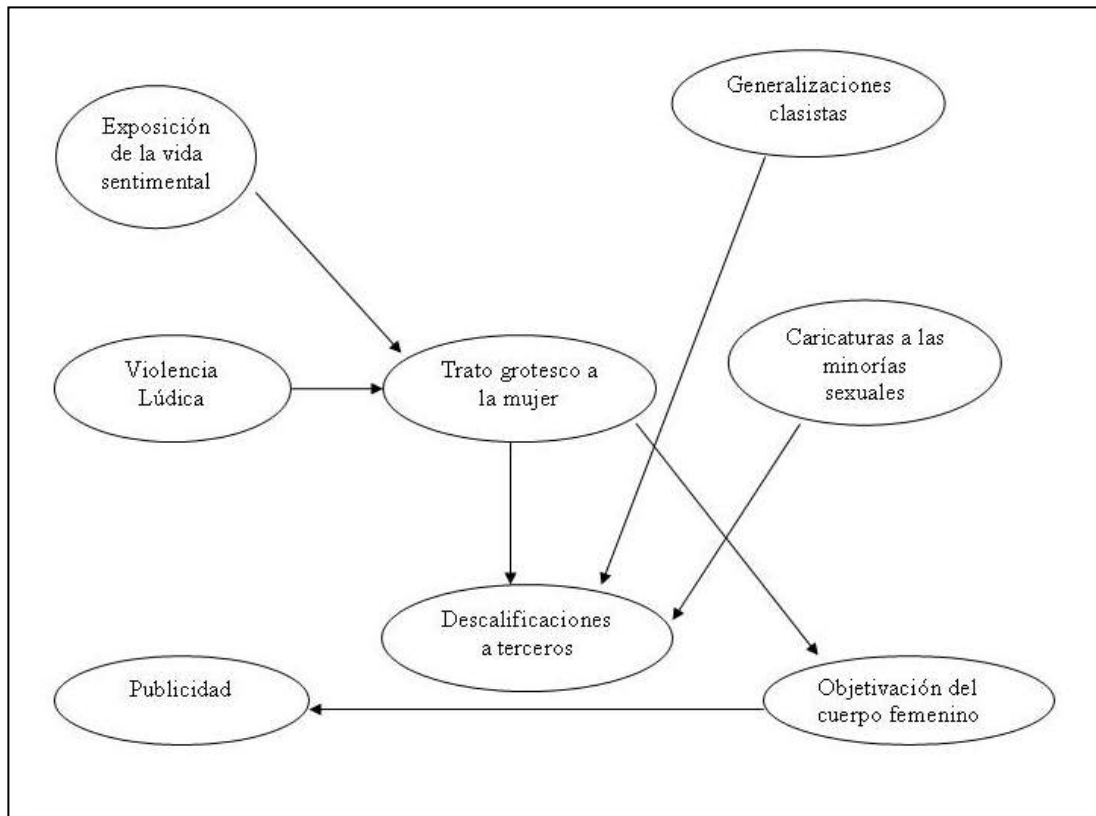 Generalizaciones
clasistas
Exposición
de la vida
sentimental
Violencia
Lúdica
Trato grotesco a
la mujer
Caricaturas a las
minorías
sexuales
Descalificaciones
a terceros
Publicidad
Objetivación del
cuerpo femenino